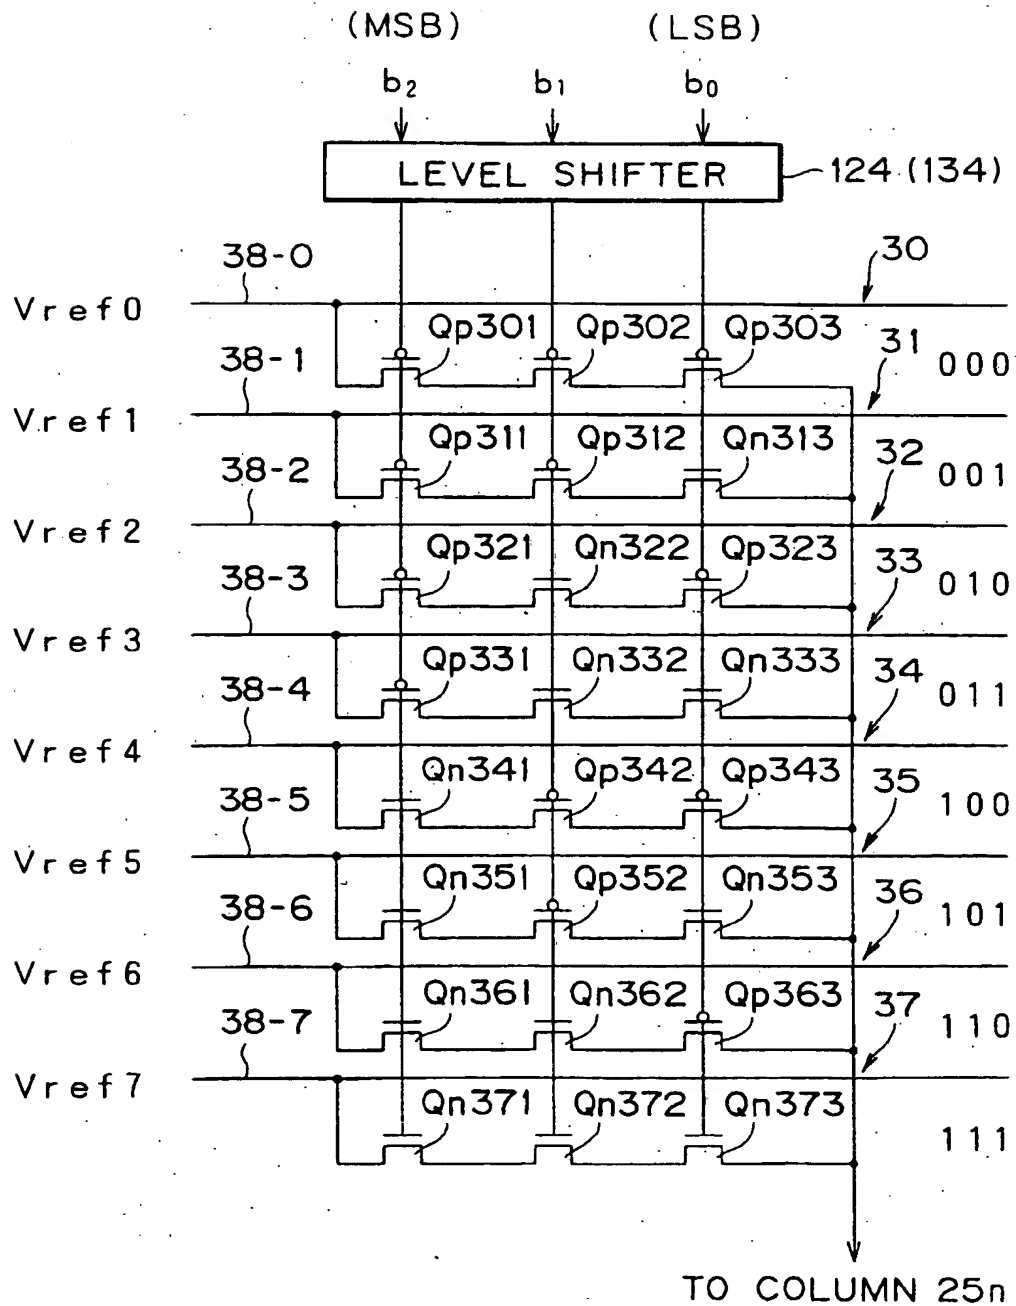 (MSB) (LSB)
b₂ b₁ b₀
LEVEL SHIFTER 124 (134)
38-0 30
Vref0
Qp301 Qp302 Qp303
38-1 31 000
Vref1
Qp311 Qp312 Qn313
38-2 32 001
Vref2
Qp321 Qn322 Qp323
38-3 33 010
Vref3
Qp331 Qn332 Qn333
38-4 34 011
Vref4
Qn341 Qp342 Qp343
38-5 35 100
Vref5
Qn351 Qp352 Qn353
38-6 36 101
Vref6
Qn361 Qn362 Qp363
38-7 37 110
Vref7
Qn371 Qn372 Qn373
111
TO COLUMN 25n